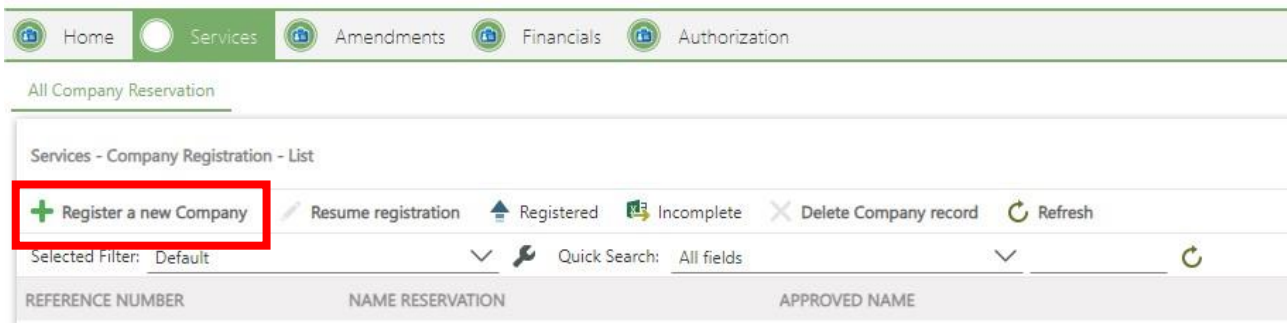 Home Services Amendments Financials Authorization
All Company Reservation
Services - Company Registration - List
Register a new Company Resume registration Registered Incomplete Delete Company record Refresh
Selected Filter: Default Quick Search: All fields
REFERENCE NUMBER NAME RESERVATION APPROVED NAME